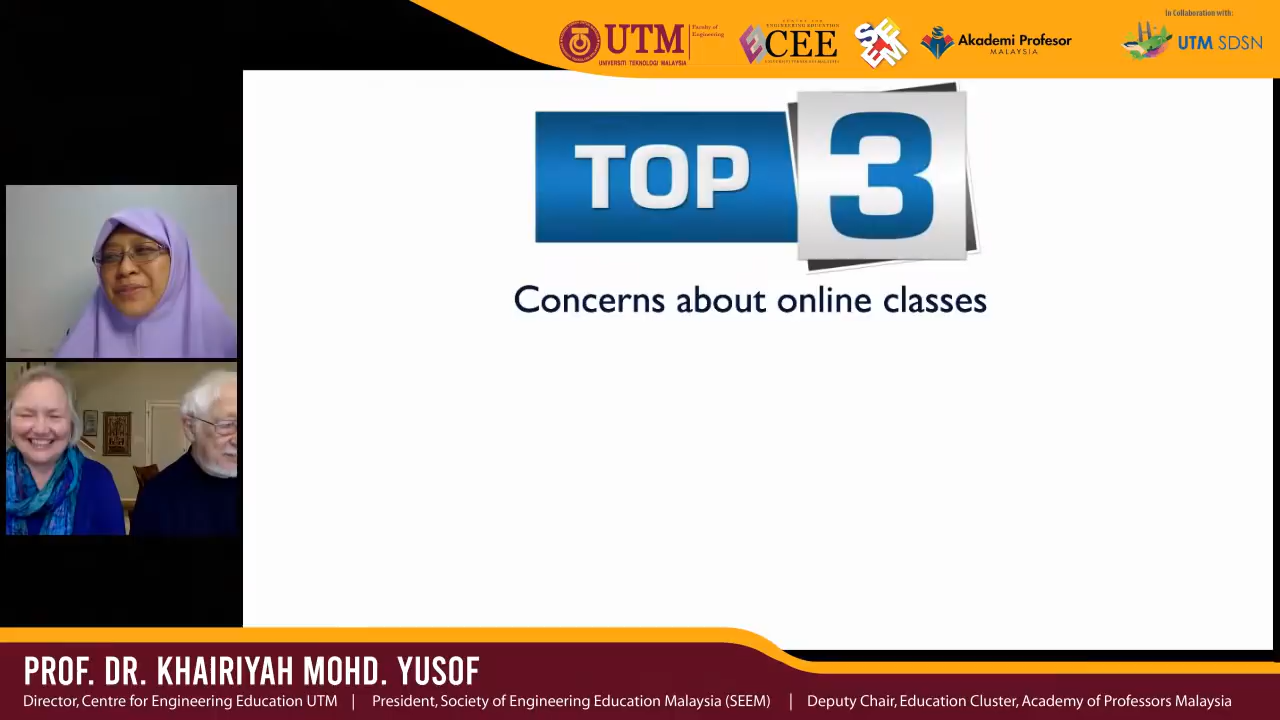 In Collaboration with:
UTM
UNIVERSITI TEKNOLOGI MALAYSIA
Faculty of
Engineering
CENTRE FOR
ENGINEERING EDUCATION
CEE
UNIVERSITI TEKNOLOGI MALAYSIA
SEEM
Akademi Profesor
MALAYSIA
UTM SDSN
TOP 3
Concerns about online classes
PROF. DR. KHAIRIYAH MOHD. YUSOF
Director, Centre for Engineering Education UTM | President, Society of Engineering Education Malaysia (SEEM) | Deputy Chair, Education Cluster, Academy of Professors Malaysia